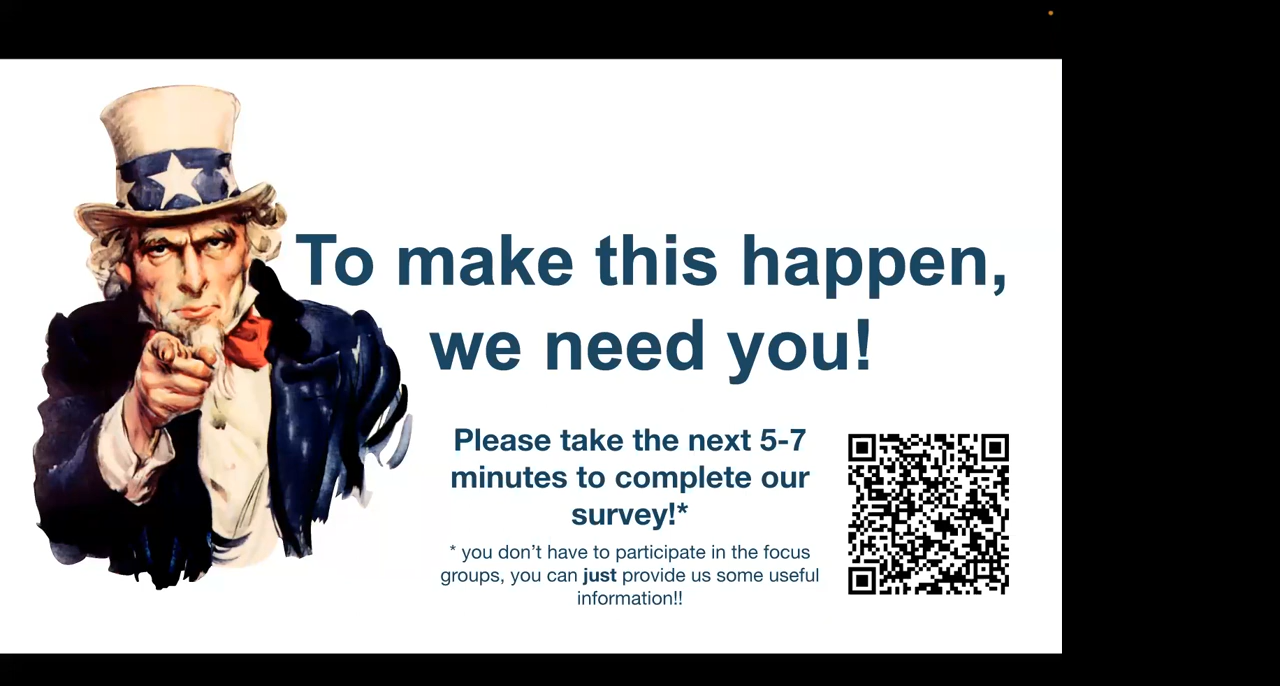 To make this happen,
we need you!
Please take the next 5-7
minutes to complete our
survey!*
* you don’t have to participate in the focus
groups, you can just provide us some useful
information!!